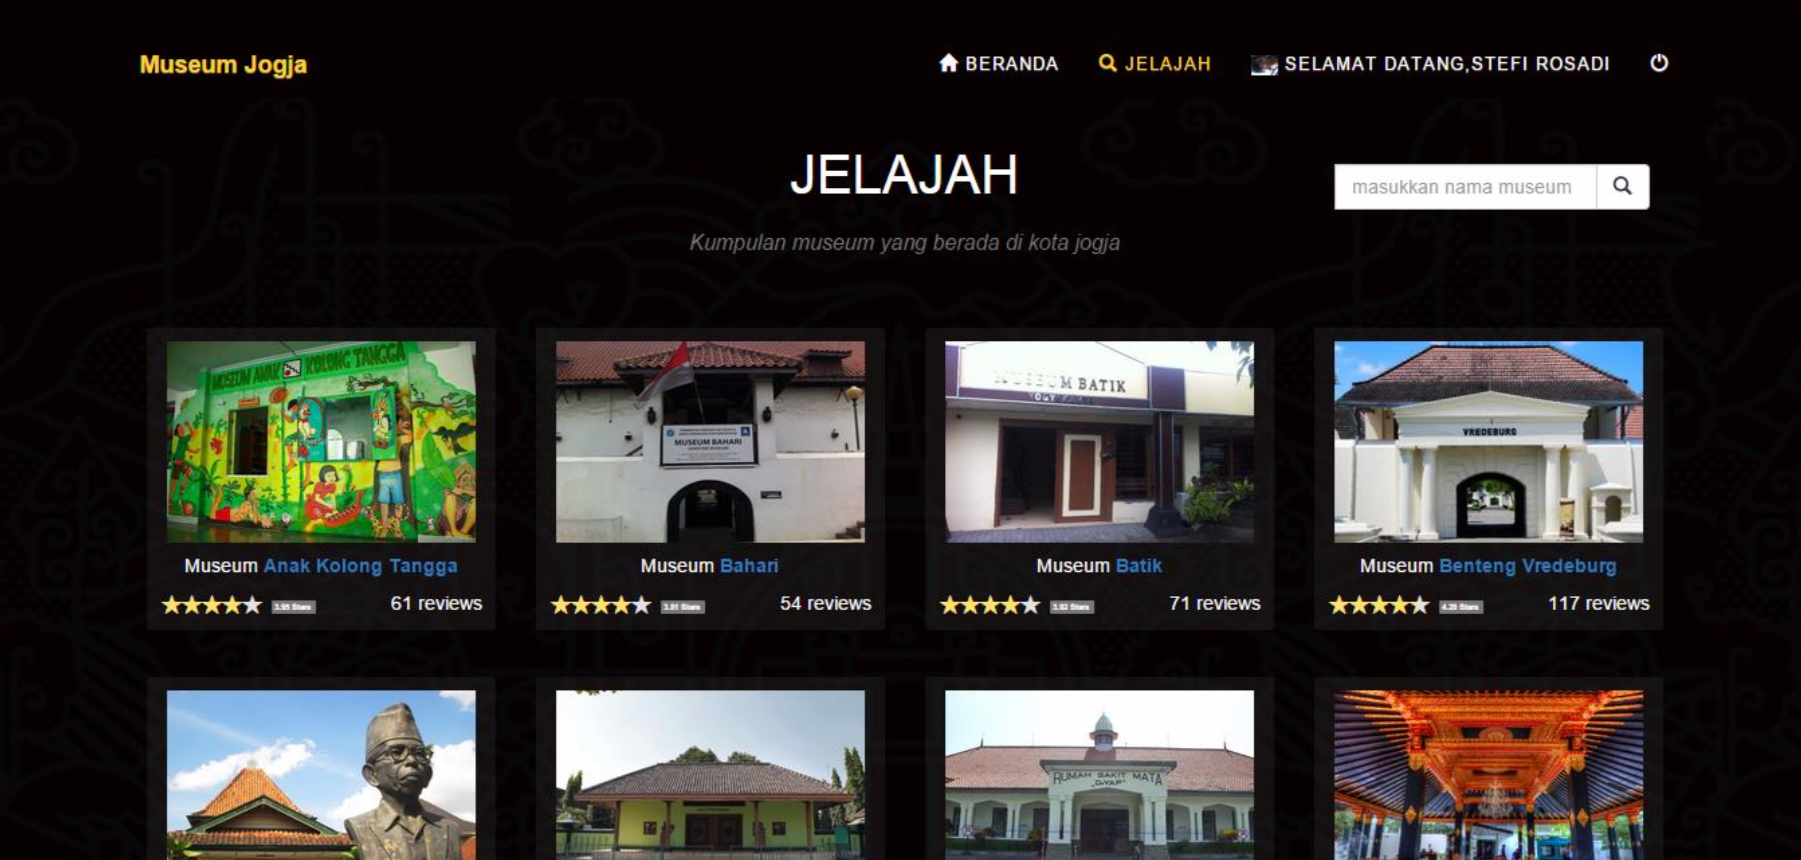 Museum Jogja
BERANDA
JELAJAH
SELAMAT DATANG,STEFI ROSADI
JELAJAH
masukkan nama museum
Kumpulan museum yang berada di kota jogja
MUSEUM ANAK KOLONG TANGGA
MUSEUM BAHARI
MUSEUM BATIK
VREDEBURG
Museum Anak Kolong Tangga
Museum Bahari
Museum Batik
Museum Benteng Vredeburg
3.95 Stars
61 reviews
3.81 Stars
54 reviews
3.92 Stars
71 reviews
4.29 Stars
117 reviews
RUMAH SAKIT MATA